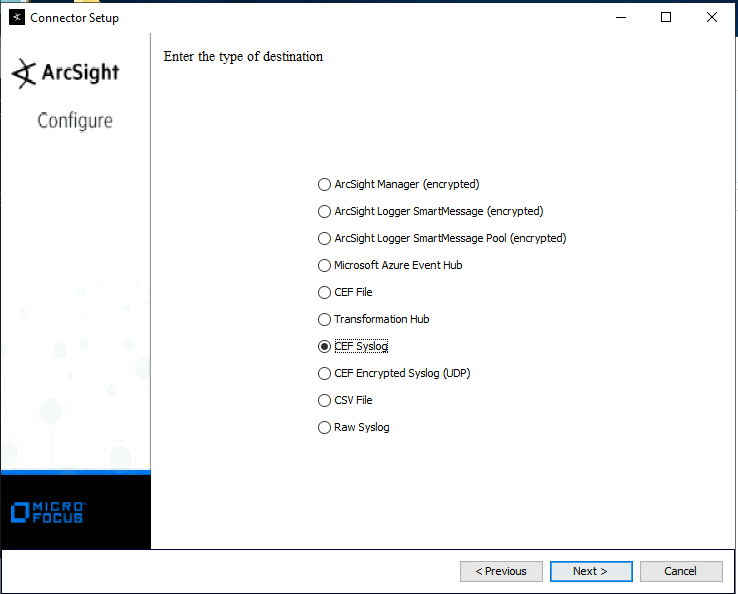 Connector Setup
ArcSight
Configure
Enter the type of destination
ArcSight Manager (encrypted)
ArcSight Logger SmartMessage (encrypted)
ArcSight Logger SmartMessage Pool (encrypted)
Microsoft Azure Event Hub
CEF File
Transformation Hub
CEF Syslog
CEF Encrypted Syslog (UDP)
CSV File
Raw Syslog
MICRO
FOCUS
< Previous
Next >
Cancel